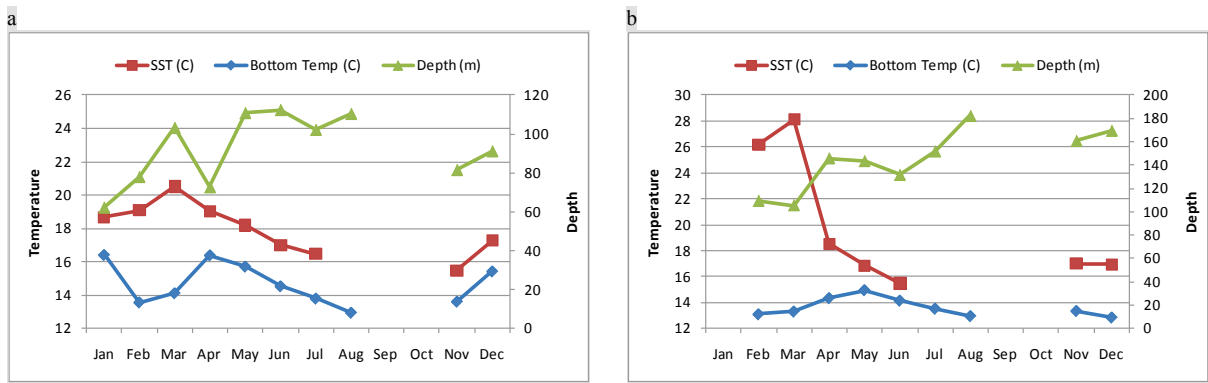 a
SST (C) Bottom Temp (C) Depth (m)
26 120
24 100
22 80
20
18 60
16 40
14 20
12 0
Temperature
Depth
Jan Feb Mar Apr May Jun Jul Aug Sep Oct Nov Dec
b
SST (C) Bottom Temp (C) Depth (m)
30 200
28 180
26 160
24 140
22 120
20 100
18 80
16 60
14 40
12 20
0
Temperature
Depth
Jan Feb Mar Apr May Jun Jul Aug Sep Oct Nov Dec